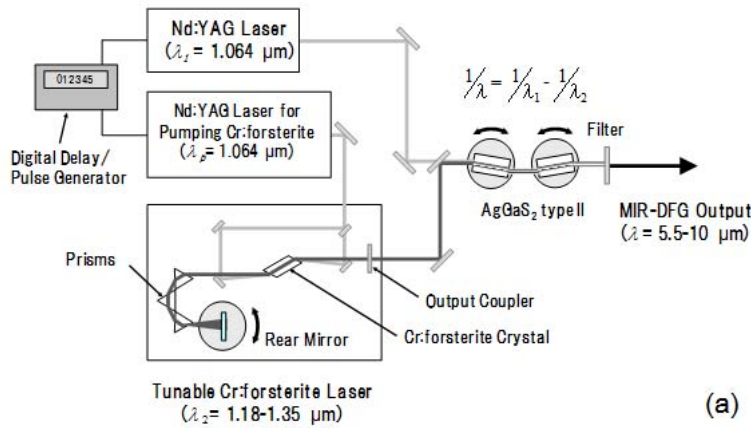 Nd:YAG Laser
(λ₁ = 1.064 μm)
012345
Nd:YAG Laser for
Pumping Cr:forsterite
(λₚ= 1.064 μm)
Digital Delay/
Pulse Generator
1/λ = 1/λ₁ - 1/λ₂
Filter
AgGaS₂ type II
MIR-DFG Output
(λ = 5.5-10 μm)
Prisms
Output Coupler
Rear Mirror
Cr:forsterite Crystal
Tunable Cr:forsterite Laser
(λ₂ = 1.18-1.35 μm)
(a)